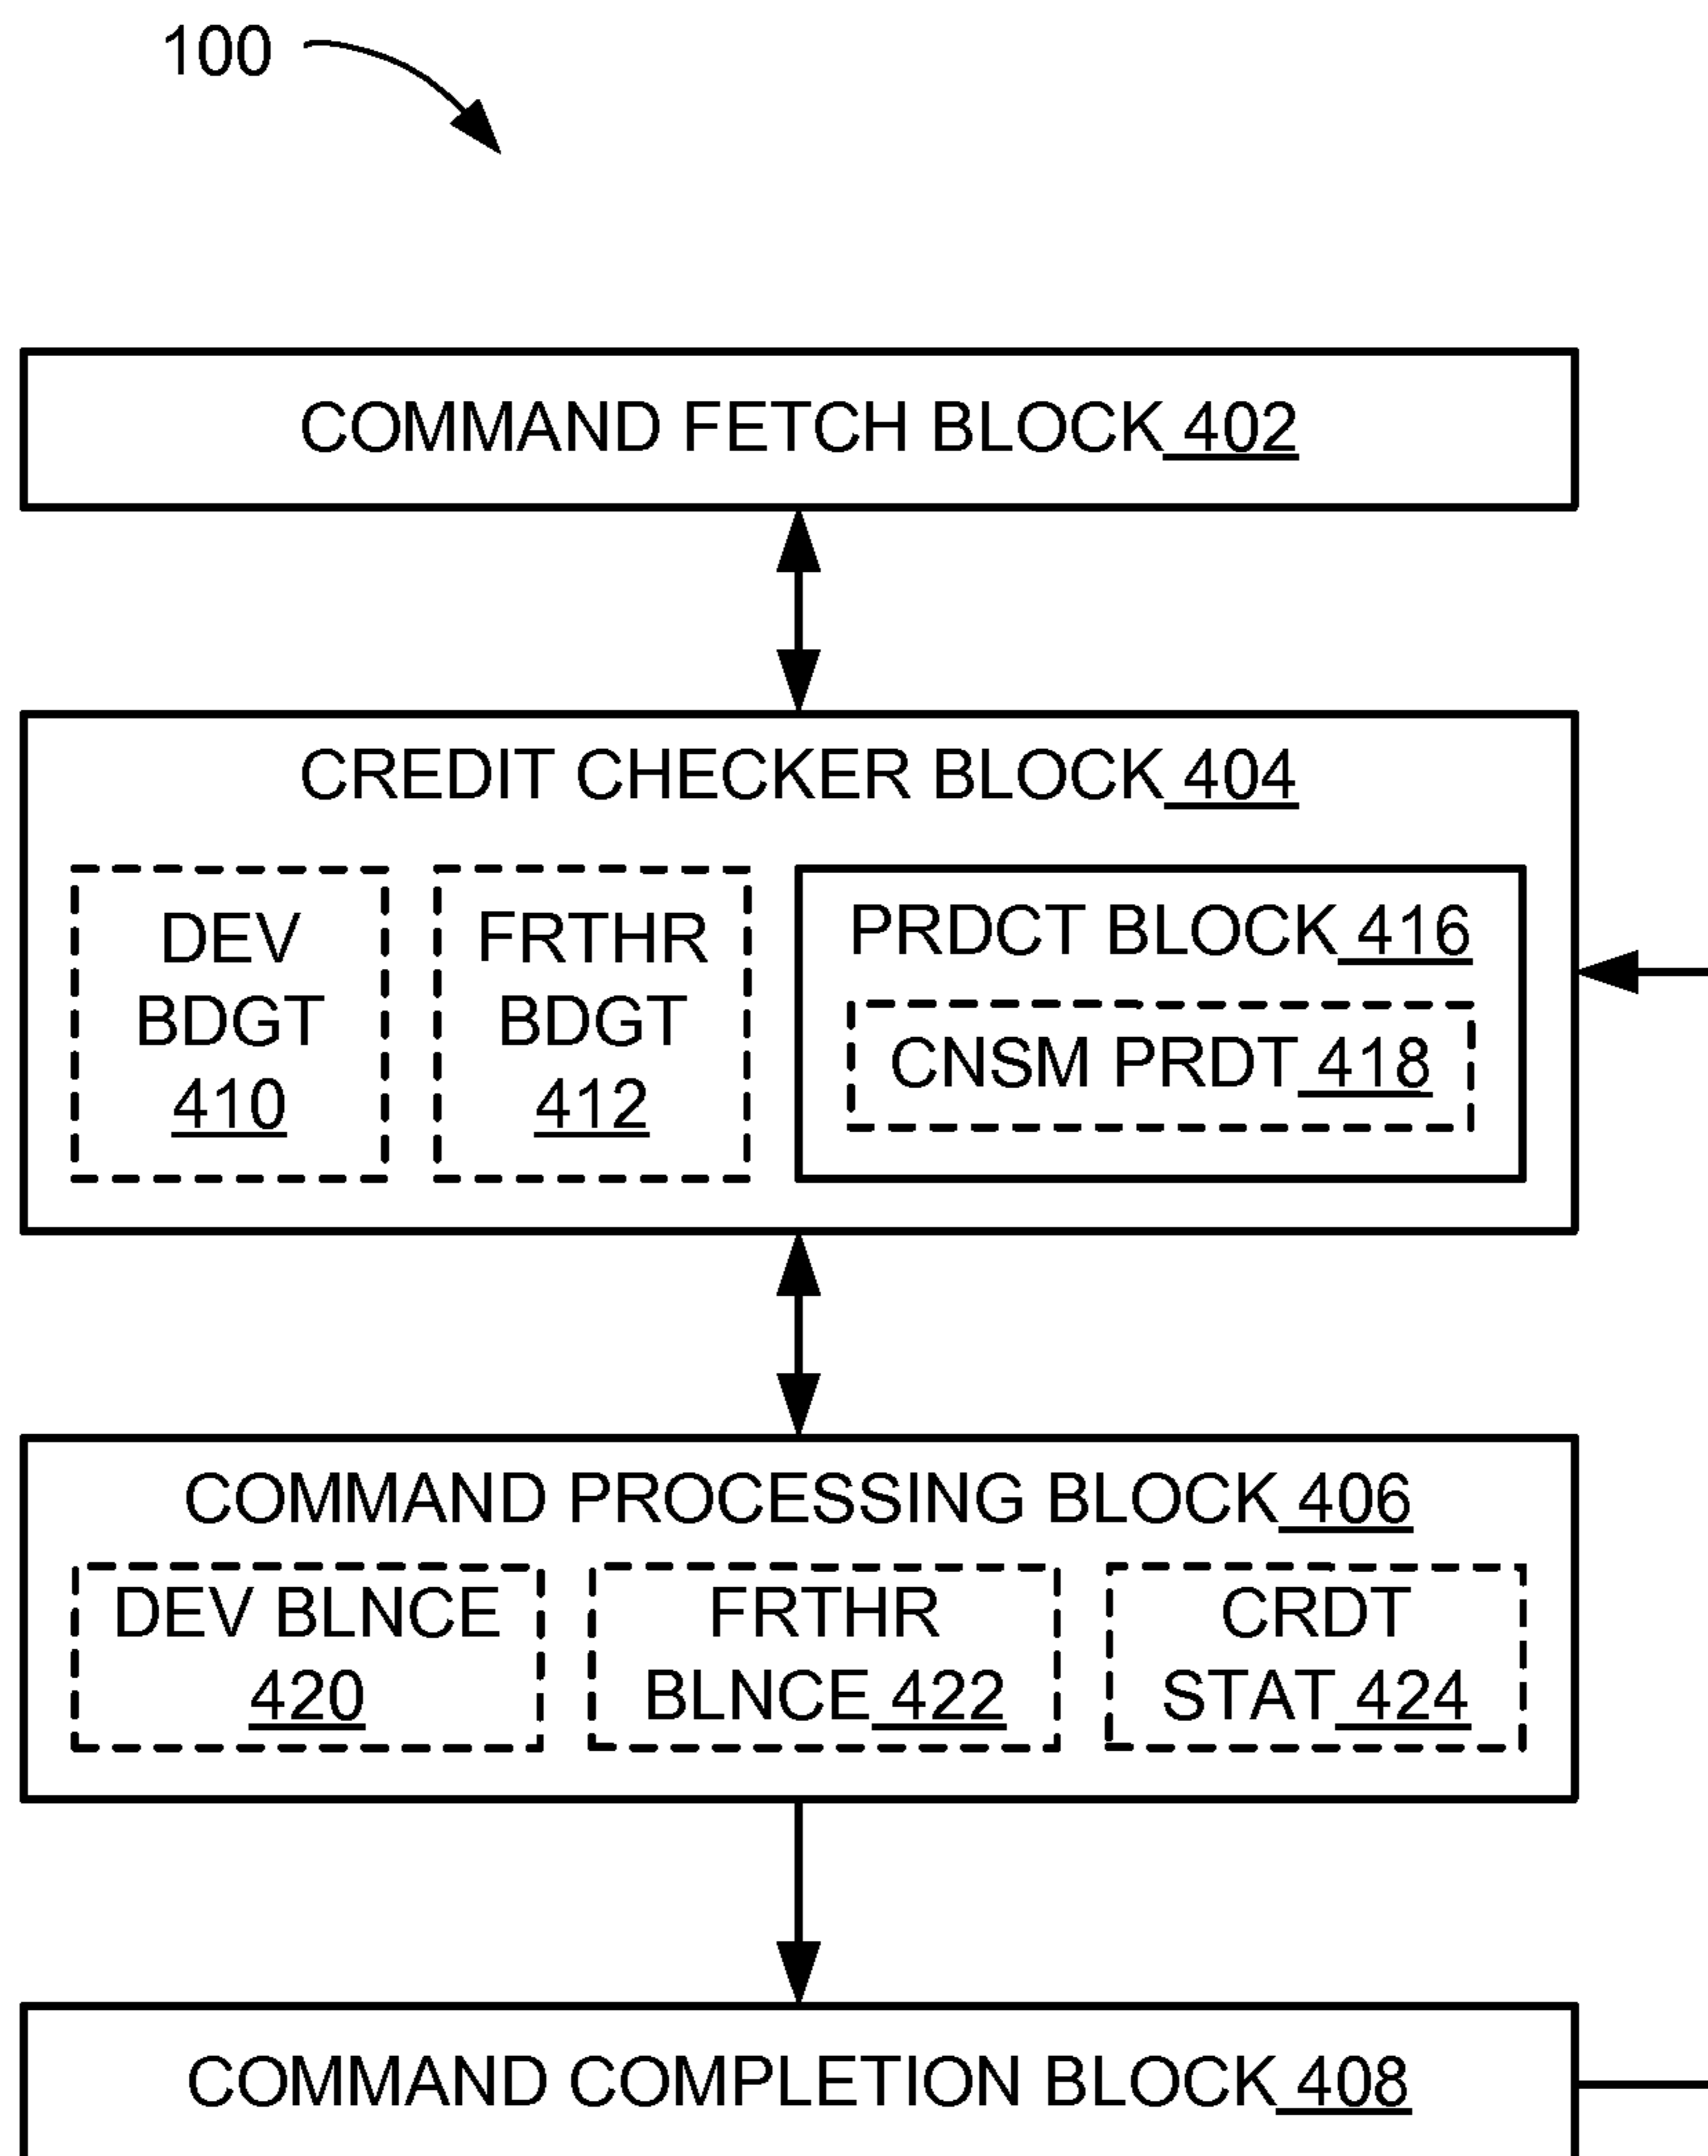 100
COMMAND FETCH BLOCK 402
CREDIT CHECKER BLOCK 404
DEV
BDGT
410
FRTHR
BDGT
412
PRDCT BLOCK 416
CNSM PRDT 418
COMMAND PROCESSING BLOCK 406
DEV BLNCE
420
FRTHR
BLNCE 422
CRDT
STAT 424
COMMAND COMPLETION BLOCK 408